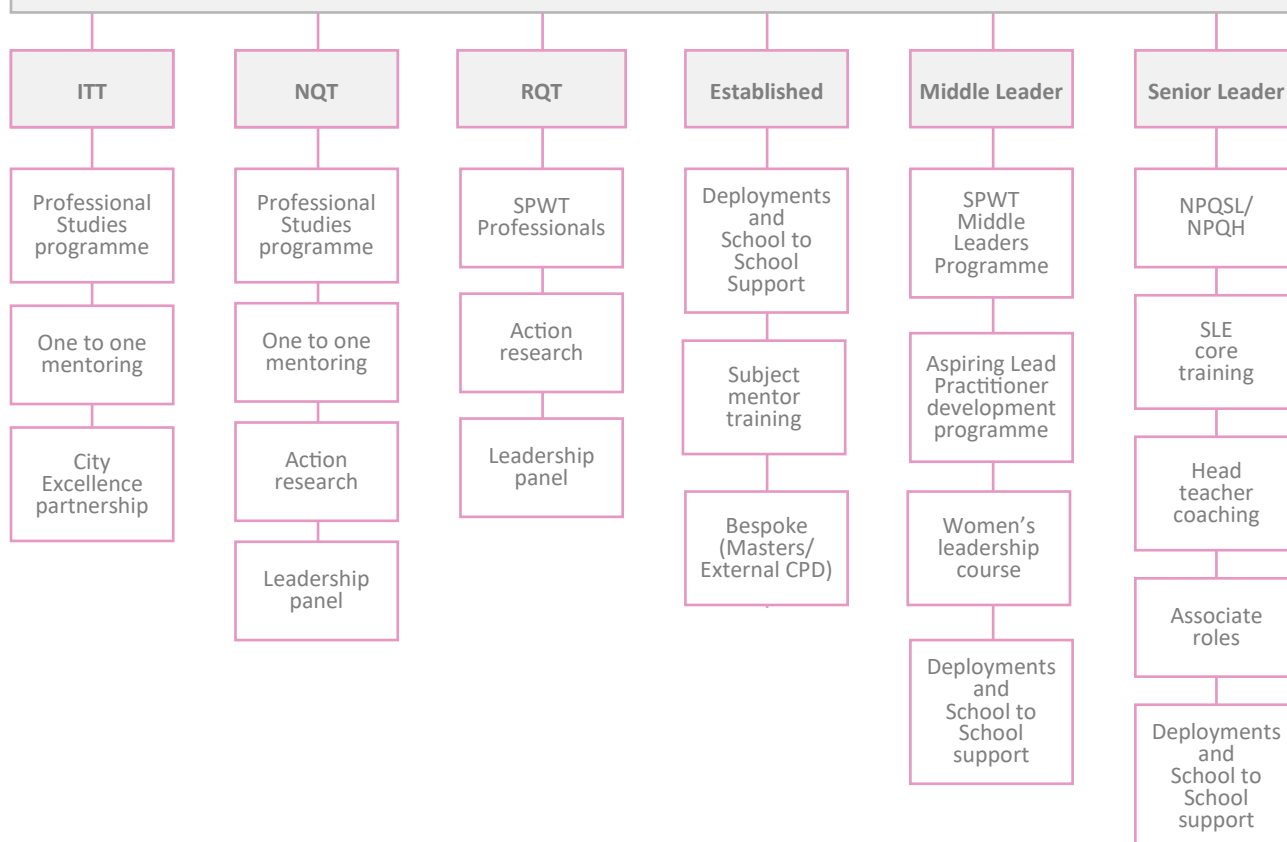 ITT
NQT
RQT
Established
Middle Leader
Senior Leader
Professional
Studies
programme
One to one
mentoring
City
Excellence
partnership
Professional
Studies
programme
One to one
mentoring
Action
research
Leadership
panel
SPWT
Professionals
Action
research
Leadership
panel
Deployments
and
School to
School
Support
Subject
mentor
training
Bespoke
(Masters/
External CPD)
SPWT
Middle
Leaders
Programme
Aspiring Lead
Practitioner
development
programme
Women's
leadership
course
Deployments
and
School to
School
support
NPQSL/
NPQH
SLE
core
training
Head
teacher
coaching
Associate
roles
Deployments
and
School to
School
support